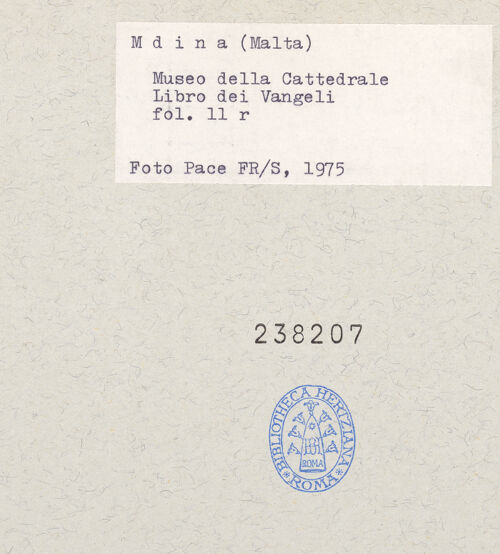 M d i n a (Malta)
Museo della Cattedrale
Libro dei Vangeli
fol. 11 r
Foto Pace FR/S, 1975
238207
BIBLIOTHECA HERTZIANA
ROMA
* ROMA *